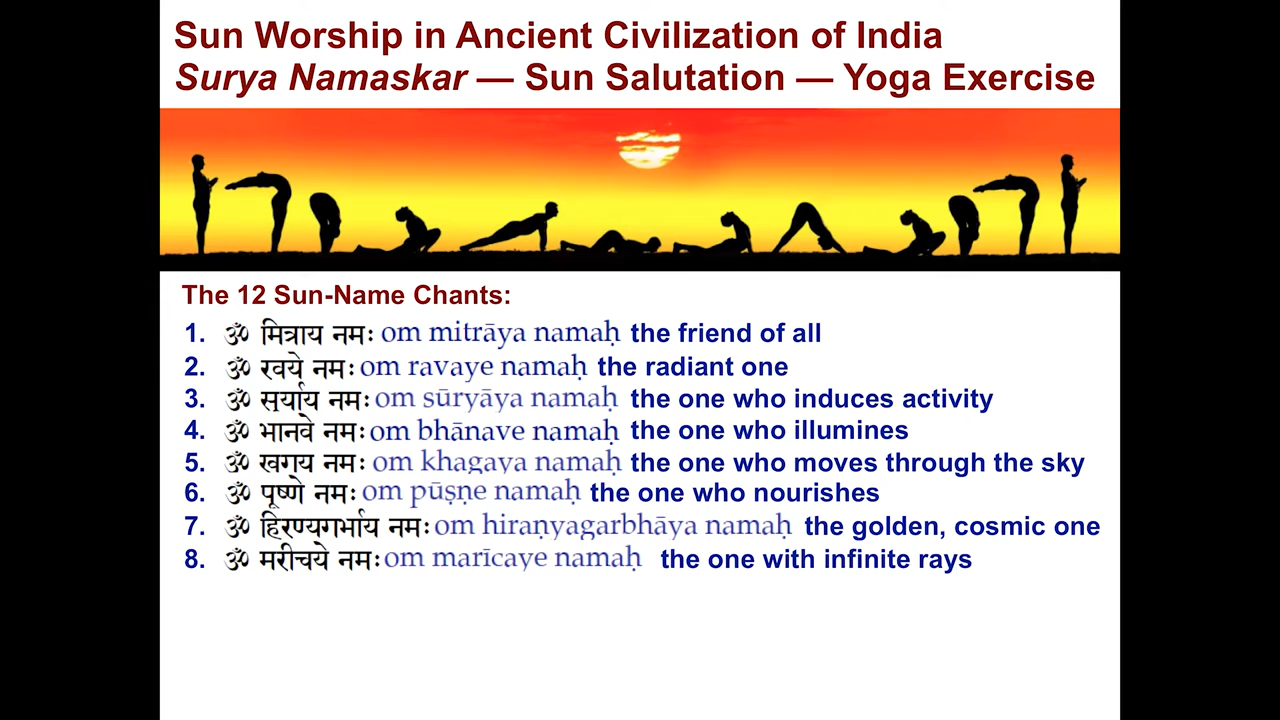 Sun Worship in Ancient Civilization of India
Surya Namaskar — Sun Salutation — Yoga Exercise
The 12 Sun-Name Chants:
1. ॐ मित्राय नमः om mitrāya namaḥ the friend of all
2. ॐ रवये नमः om ravaye namaḥ the radiant one
3. ॐ सर्याय नमः om sūryāya namaḥ the one who induces activity
4. ॐ भानवे नमः om bhānave namaḥ the one who illumines
5. ॐ खगय नमः om khagaya namaḥ the one who moves through the sky
6. ॐ पूष्णे नमः om pūṣṇe namaḥ the one who nourishes
7. ॐ हिरण्यगर्भाय नमः om hiraṇyagarbhāya namaḥ the golden, cosmic one
8. ॐ मरीचये नमः om marīcaye namaḥ the one with infinite rays